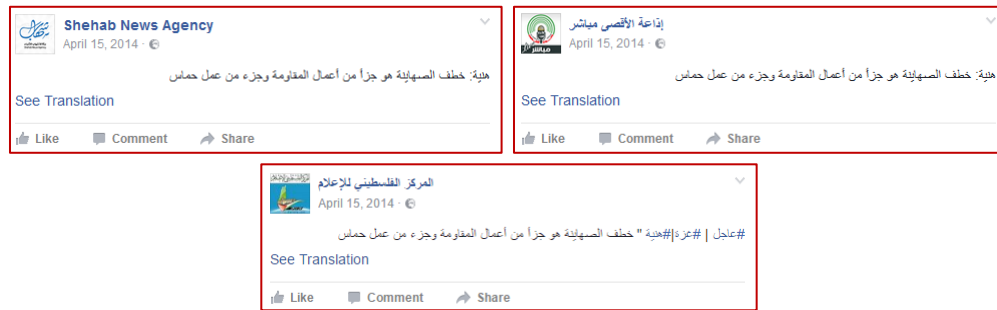 Shehab News Agency
April 15, 2014
هنية: خطف الصهاينة هو جزأ من أعمال المقاومة وجزء من عمل حماس
See Translation
Like Comment Share
إذاعة الأقصى مباشر
April 15, 2014
هنية: خطف الصهاينة هو جزأ من أعمال المقاومة وجزء من عمل حماس
See Translation
Like Comment Share
المركز الفلسطيني للإعلام
April 15, 2014
#عاجل | #غزة|#هنية " خطف الصهاينة هو جزأ من أعمال المقاومة وجزء من عمل حماس
See Translation
Like Comment Share